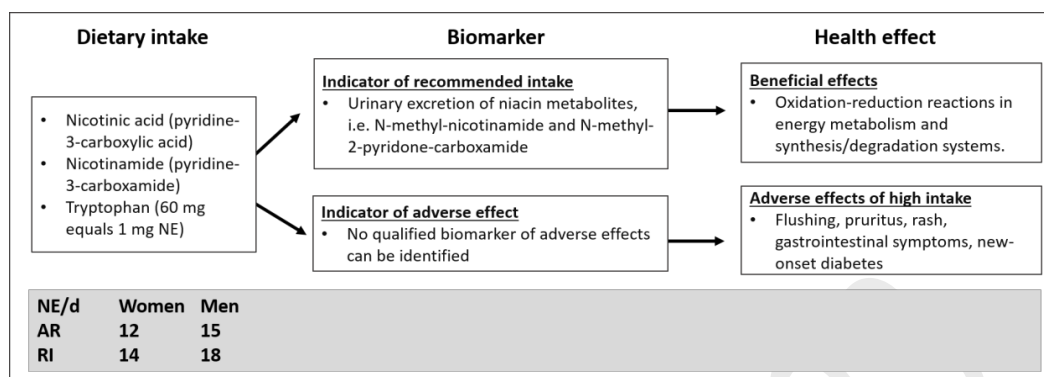 Dietary intake
Biomarker
Health effect
• Nicotinic acid (pyridine-
3-carboxylic acid)
• Nicotinamide (pyridine-
3-carboxamide)
• Tryptophan (60 mg
equals 1 mg NE)
Indicator of recommended intake
• Urinary excretion of niacin metabolites,
i.e. N-methyl-nicotinamide and N-methyl-
2-pyridone-carboxamide
Indicator of adverse effect
• No qualified biomarker of adverse effects
can be identified
Beneficial effects
• Oxidation-reduction reactions in
energy metabolism and
synthesis/degradation systems.
Adverse effects of high intake
• Flushing, pruritus, rash,
gastrointestinal symptoms, new-
onset diabetes
NE/d Women Men
AR 12 15
RI 14 18